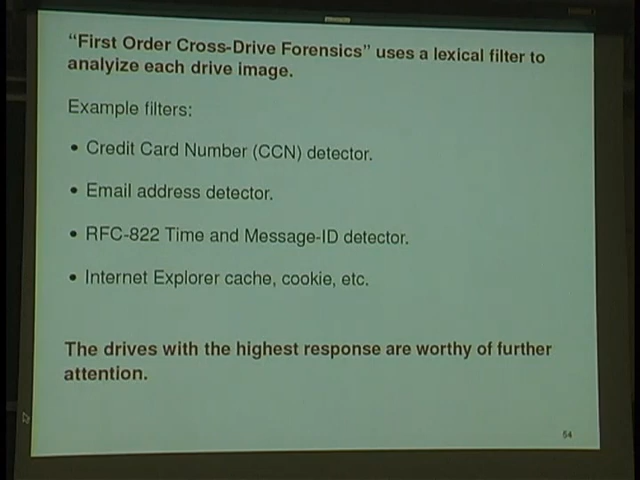 “First Order Cross-Drive Forensics” uses a lexical filter to
analyize each drive image.
Example filters:
• Credit Card Number (CCN) detector.
• Email address detector.
• RFC-822 Time and Message-ID detector.
• Internet Explorer cache, cookie, etc.
The drives with the highest response are worthy of further
attention.
54